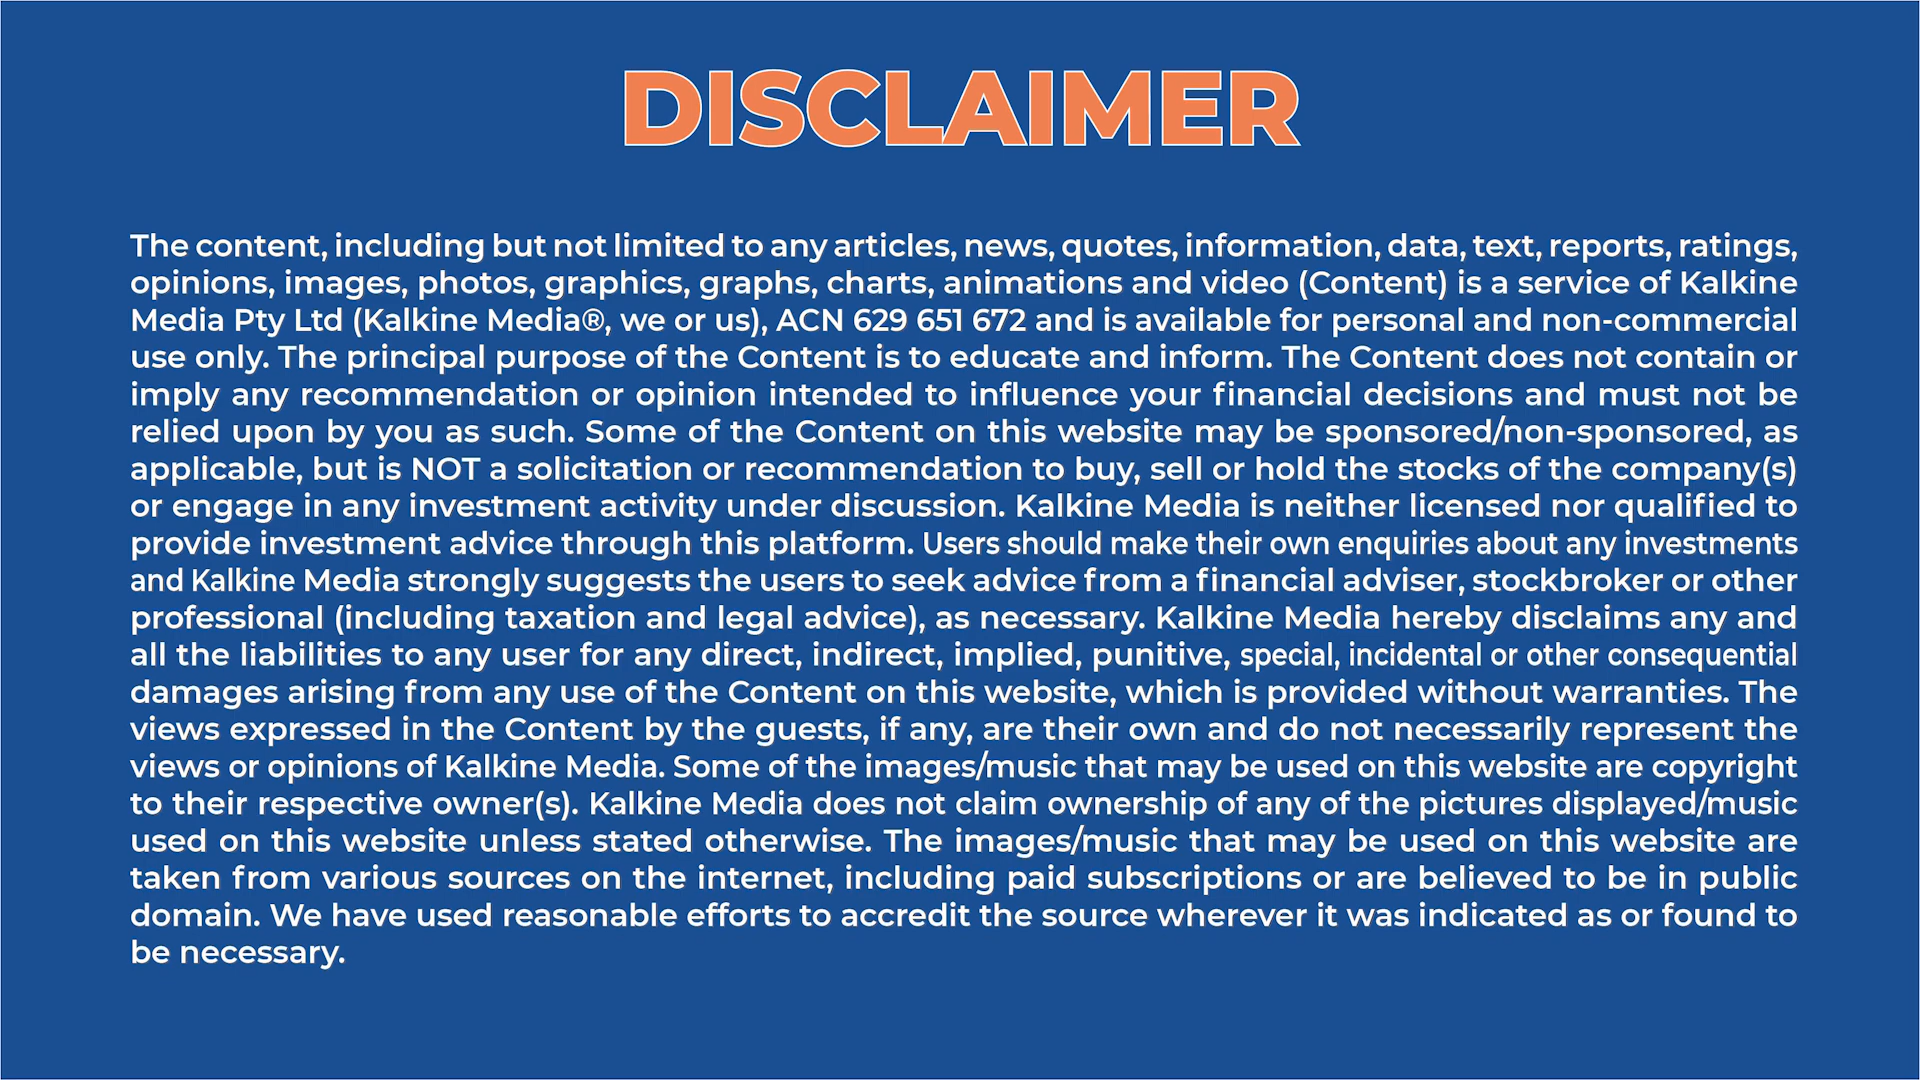 DISCLAIMER
The content, including but not limited to any articles, news, quotes, information, data, text, reports, ratings,
opinions, images, photos, graphics, graphs, charts, animations and video (Content) is a service of Kalkine
Media Pty Ltd (Kalkine Media®, we or us), ACN 629 651 672 and is available for personal and non-commercial
use only. The principal purpose of the Content is to educate and inform. The Content does not contain or
imply any recommendation or opinion intended to influence your financial decisions and must not be
relied upon by you as such. Some of the Content on this website may be sponsored/non-sponsored, as
applicable, but is NOT a solicitation or recommendation to buy, sell or hold the stocks of the company(s)
or engage in any investment activity under discussion. Kalkine Media is neither licensed nor qualified to
provide investment advice through this platform. Users should make their own enquiries about any investments
and Kalkine Media strongly suggests the users to seek advice from a financial adviser, stockbroker or other
professional (including taxation and legal advice), as necessary. Kalkine Media hereby disclaims any and
all the liabilities to any user for any direct, indirect, implied, punitive, special, incidental or other consequential
damages arising from any use of the Content on this website, which is provided without warranties. The
views expressed in the Content by the guests, if any, are their own and do not necessarily represent the
views or opinions of Kalkine Media. Some of the images/music that may be used on this website are copyright
to their respective owner(s). Kalkine Media does not claim ownership of any of the pictures displayed/music
used on this website unless stated otherwise. The images/music that may be used on this website are
taken from various sources on the internet, including paid subscriptions or are believed to be in public
domain. We have used reasonable efforts to accredit the source wherever it was indicated as or found to
be necessary.